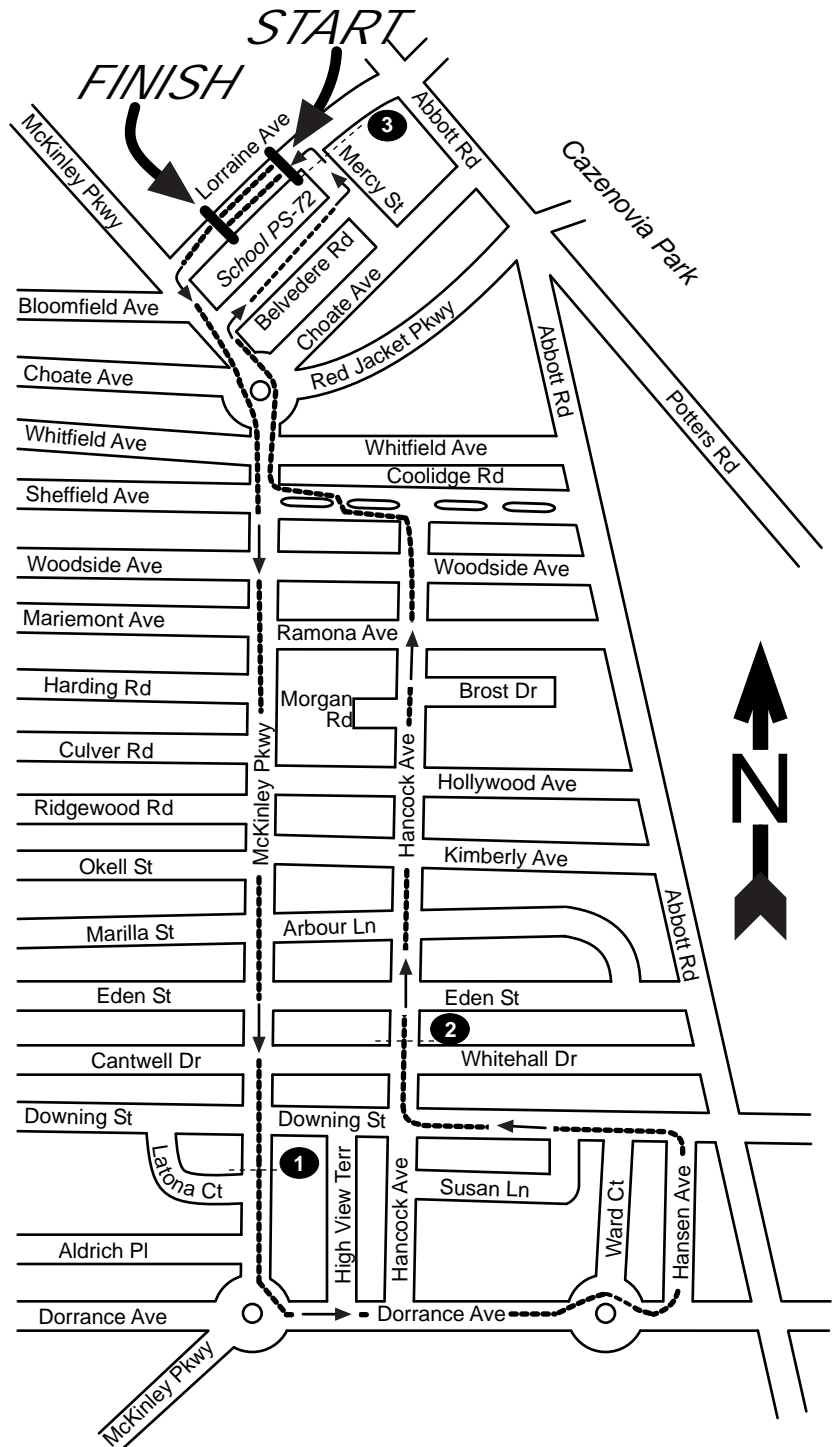 START
FINISH
Abbott Rd
3
McKinley Pkwy
Lorraine Ave
Mercy St
Cazenovia Park
School PS-72
Belvedere Rd
Choate Ave
Bloomfield Ave
Red Jacket Pkwy
Abbott Rd
Choate Ave
Potters Rd
Whitfield Ave
Whitfield Ave
Coolidge Rd
Sheffield Ave
Woodside Ave
Woodside Ave
Mariemont Ave
Ramona Ave
Harding Rd
Morgan
Rd
Brost Dr
Culver Rd
McKinley Pkwy
Hancock Ave
Hollywood Ave
N
Ridgewood Rd
Kimberly Ave
Okell St
Abbott Rd
Marilla St
Arbour Ln
Eden St
Eden St
2
Cantwell Dr
Whitehall Dr
Downing St
Downing St
1
Latona Ct
High View Terr
Hancock Ave
Susan Ln
Ward Ct
Hansen Ave
Aldrich Pl
Dorrance Ave
Dorrance Ave
McKinley Pkwy